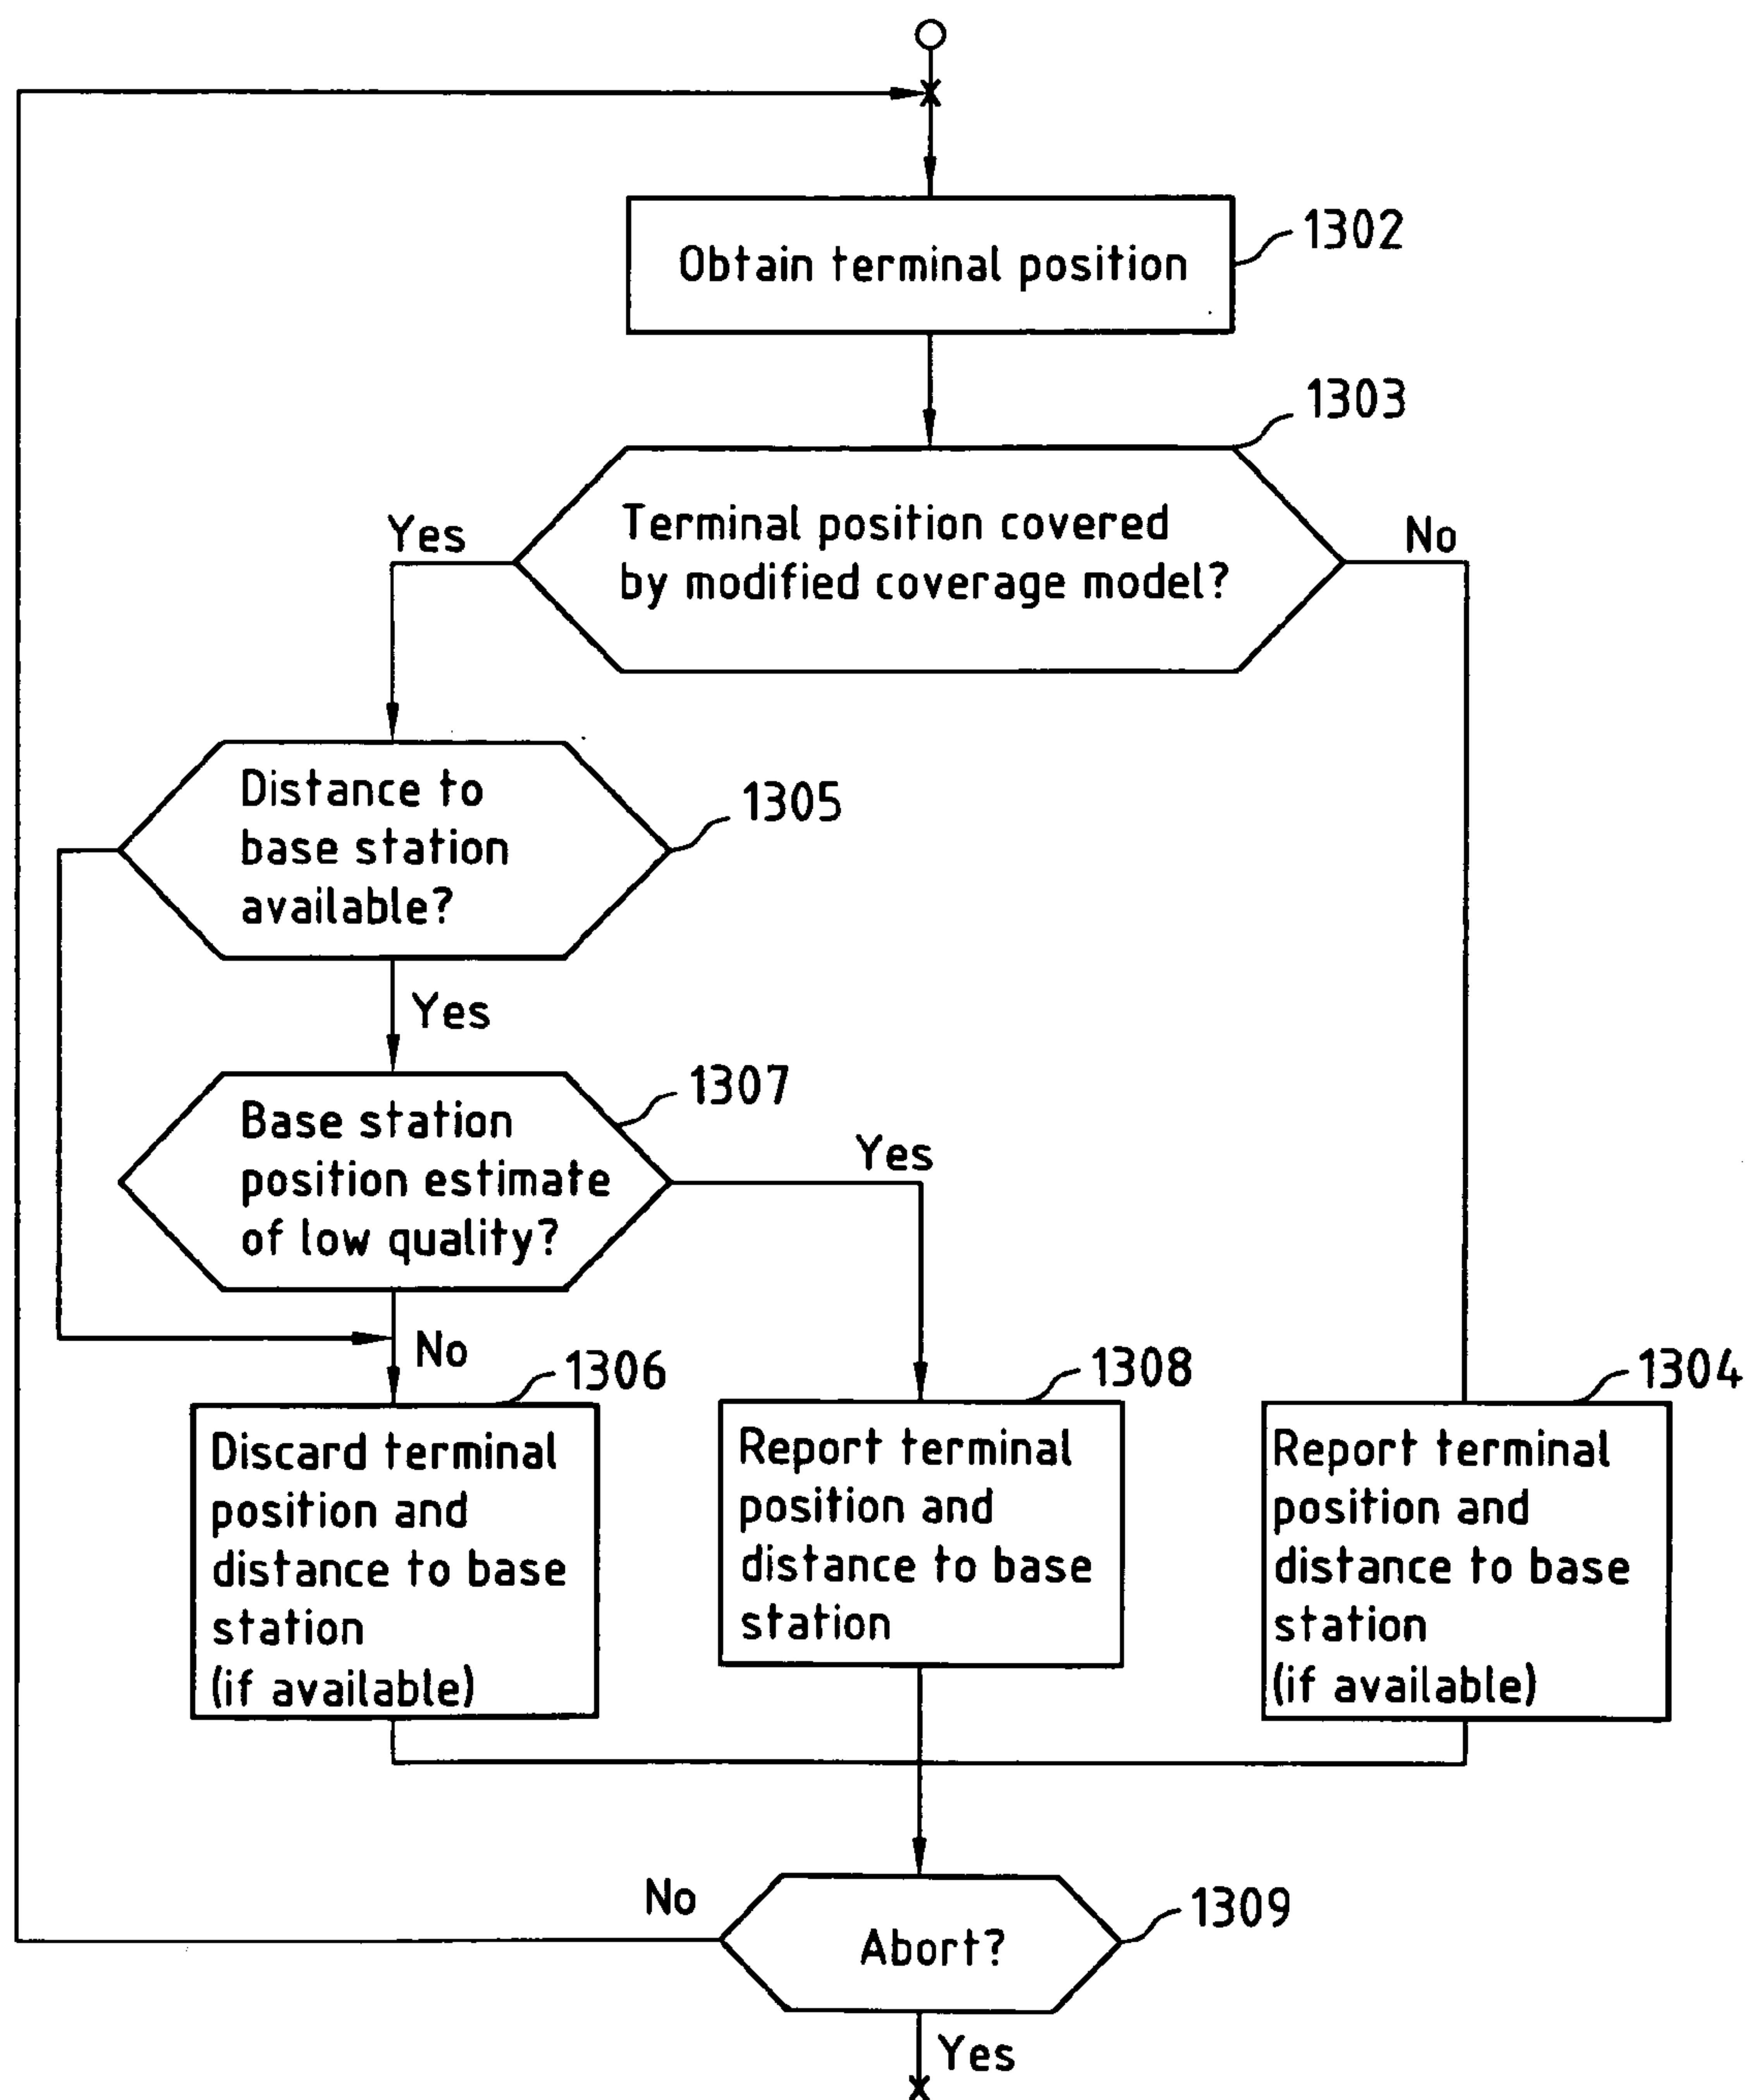 Obtain terminal position
1302
1303
Terminal position covered
by modified coverage model?
Yes
No
Distance to
base station
available?
1305
Yes
1307
Base station
position estimate
of low quality?
Yes
No
1306
Discard terminal
position and
distance to base
station
(if available)
1308
Report terminal
position and
distance to base
station
1304
Report terminal
position and
distance to base
station
(if available)
No
1309
Abort?
Yes